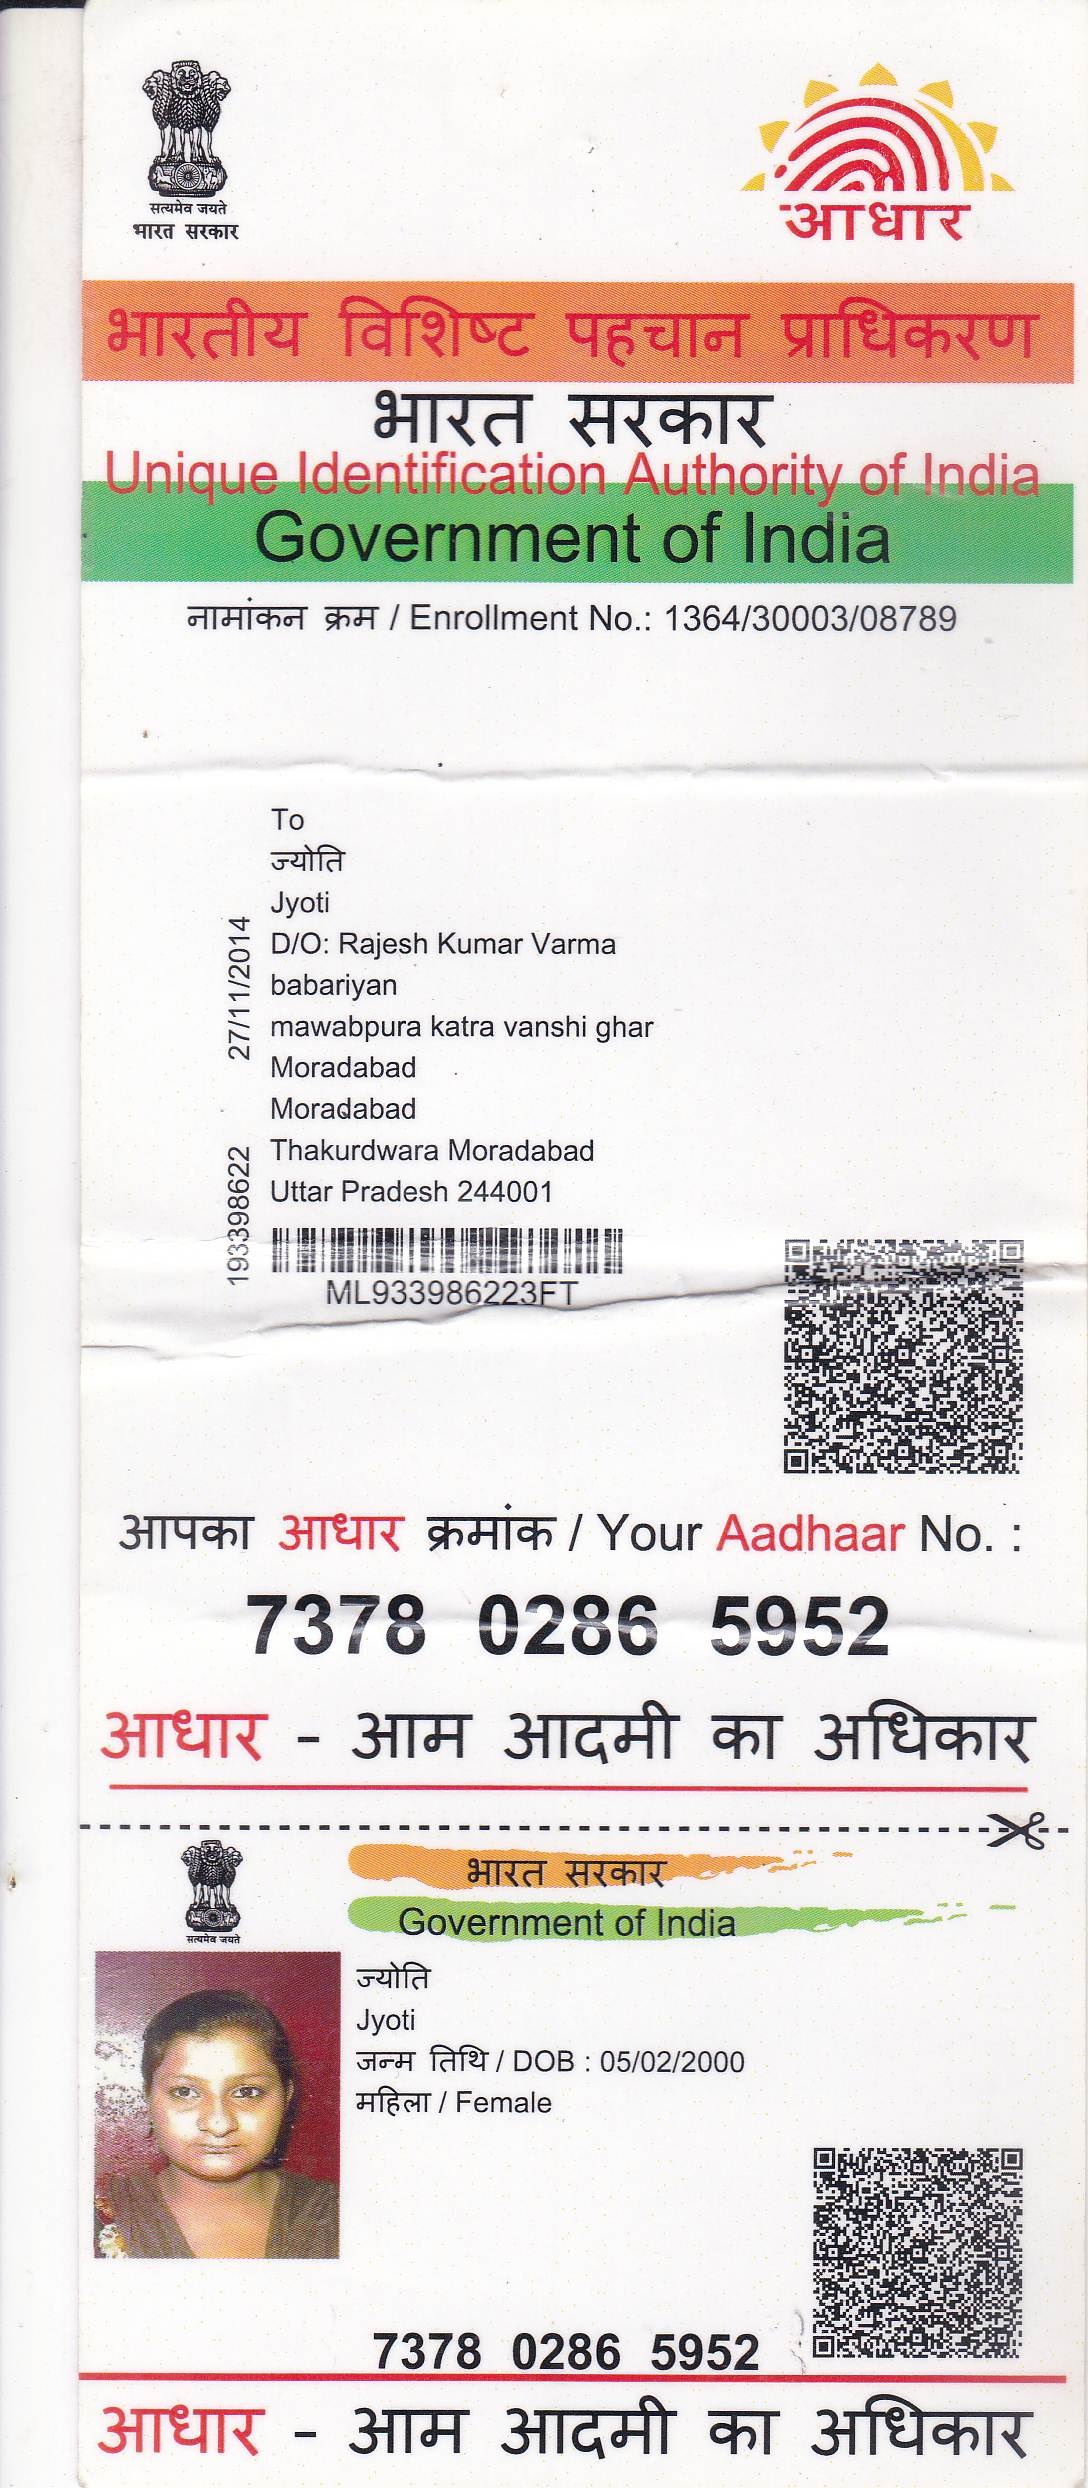 सत्यमेव जयते
भारत सरकार
आधार
भारतीय विशिष्ट पहचान प्राधिकरण
भारत सरकार
Unique Identification Authority of India
Government of India
नामांकन क्रम / Enrollment No.: 1364/30003/08789
To
ज्योति
Jyoti
D/O: Rajesh Kumar Varma
babariyan
mawabpura katra vanshi ghar
Moradabad
Moradabad
Thakurdwara Moradabad
Uttar Pradesh 244001
27/11/2014
193398622
ML933986223FT
आपका आधार क्रमांक / Your Aadhaar No. :
7378 0286 5952
आधार - आम आदमी का अधिकार
सत्यमेव जयते
भारत सरकार
Government of India
ज्योति
Jyoti
जन्म तिथि / DOB : 05/02/2000
महिला / Female
7378 0286 5952
आधार - आम आदमी का अधिकार